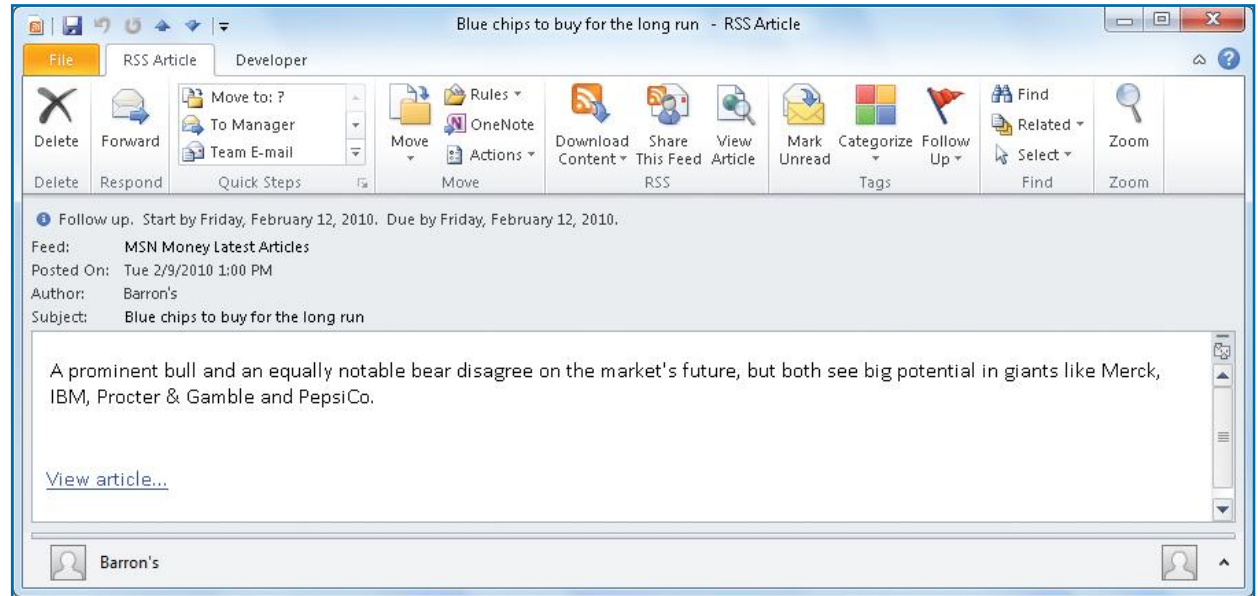 Blue chips to buy for the long run - RSS Article
File RSS Article Developer
Delete
Forward
Move to: ?
To Manager
Team E-mail
Move
Rules
OneNote
Actions
Download Content
Share This Feed
View Article
Mark Unread
Categorize
Follow Up
Find
Related
Select
Zoom
Delete Respond Quick Steps Move RSS Tags Find Zoom
Follow up. Start by Friday, February 12, 2010. Due by Friday, February 12, 2010.
Feed: MSN Money Latest Articles
Posted On: Tue 2/9/2010 1:00 PM
Author: Barron's
Subject: Blue chips to buy for the long run
A prominent bull and an equally notable bear disagree on the market's future, but both see big potential in giants like Merck,
IBM, Procter & Gamble and PepsiCo.
View article...
Barron's